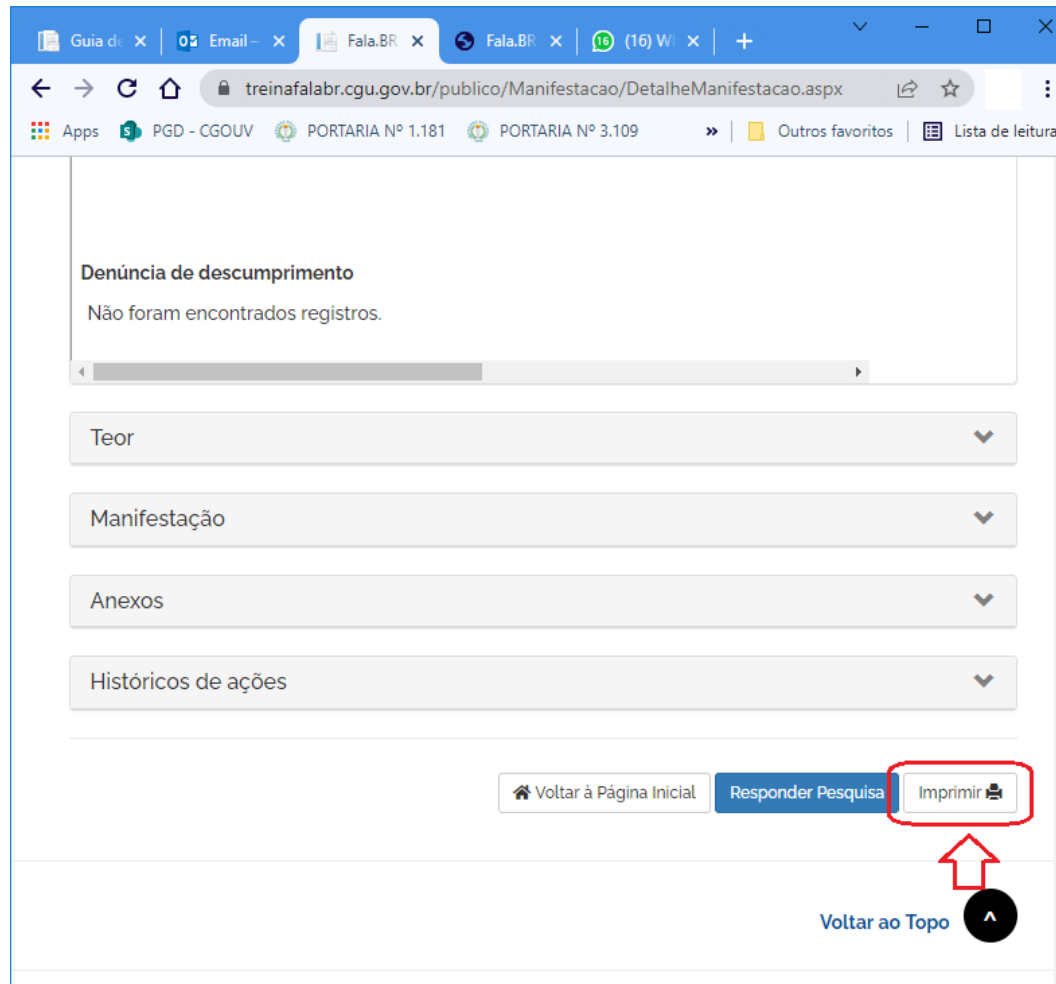 Guia de
Email –
Fala.BR
Fala.BR
16 (16) W
treinafalabr.cgu.gov.br/publico/Manifestacao/DetalheManifestacao.aspx
Apps
PGD - CGOUV
PORTARIA Nº 1.181
PORTARIA Nº 3.109
»
Outros favoritos
Lista de leitura
Denúncia de descumprimento
Não foram encontrados registros.
Teor
Manifestação
Anexos
Históricos de ações
Voltar à Página Inicial
Responder Pesquisa
Imprimir
Voltar ao Topo